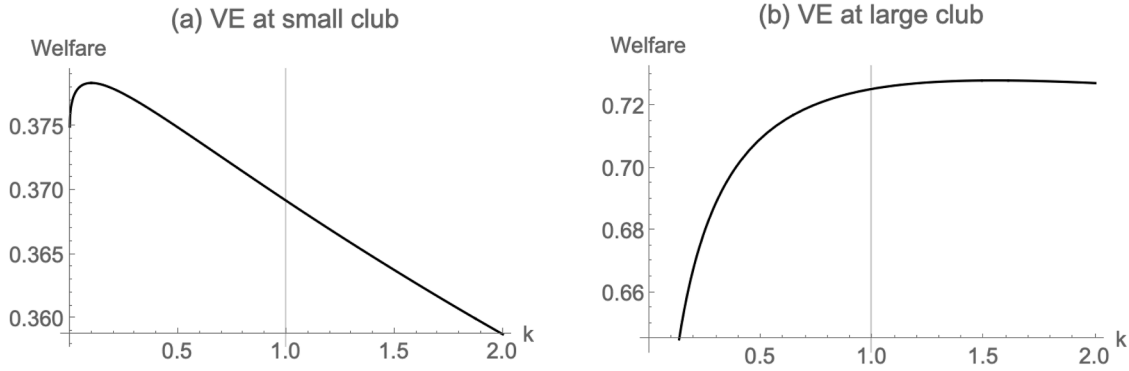 (a) VE at small club
Welfare
0.375
0.370
0.365
0.360
0.5 1.0 1.5 2.0 k
(b) VE at large club
Welfare
0.72
0.70
0.68
0.66
0.5 1.0 1.5 2.0 k